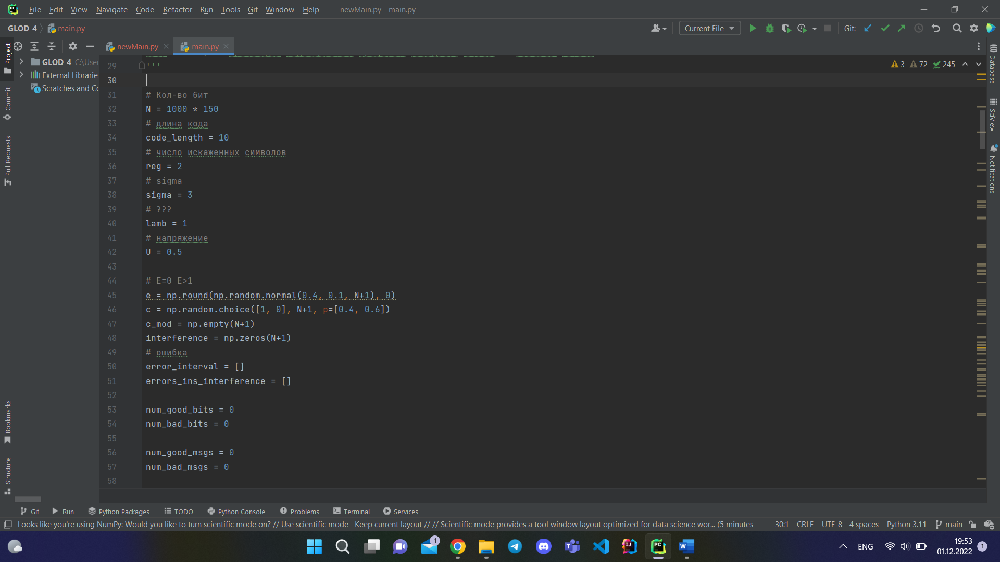 File Edit View Navigate Code Refactor Run Tools Git Window Help newMain.py - main.py
GLOD_4 main.py Current File Git:
newMain.py main.py
Project
Commit
Pull Requests
Bookmarks
Structure
GLOD_4 C:\User
External Librarie
Scratches and Co
3 72 245
29 '''
30
31 # Кол-во бит
32 N = 1000 * 150
33 # длина кода
34 code_length = 10
35 # число искаженных символов
36 reg = 2
37 # sigma
38 sigma = 3
39 # ???
40 lamb = 1
41 # напряжение
42 U = 0.5
43
44 # E=0 E>1
45 e = np.round(np.random.normal(0.4, 0.1, N+1), 0)
46 c = np.random.choice([1, 0], N+1, p=[0.4, 0.6])
47 c_mod = np.empty(N+1)
48 interference = np.zeros(N+1)
49 # ошибка
50 error_interval = []
51 errors_ins_interference = []
52
53 num_good_bits = 0
54 num_bad_bits = 0
55
56 num_good_msgs = 0
57 num_bad_msgs = 0
58
Database
SciView
Notifications
Git Run Python Packages TODO Python Console Problems Terminal Services
Looks like you're using NumPy: Would you like to turn scientific mode on? // Use scientific mode Keep current layout // // Scientific mode provides a tool window layout optimized for data science wor... (5 minutes 30:1 CRLF UTF-8 4 spaces Python 3.11 main
1
ENG 19:53
01.12.2022 1